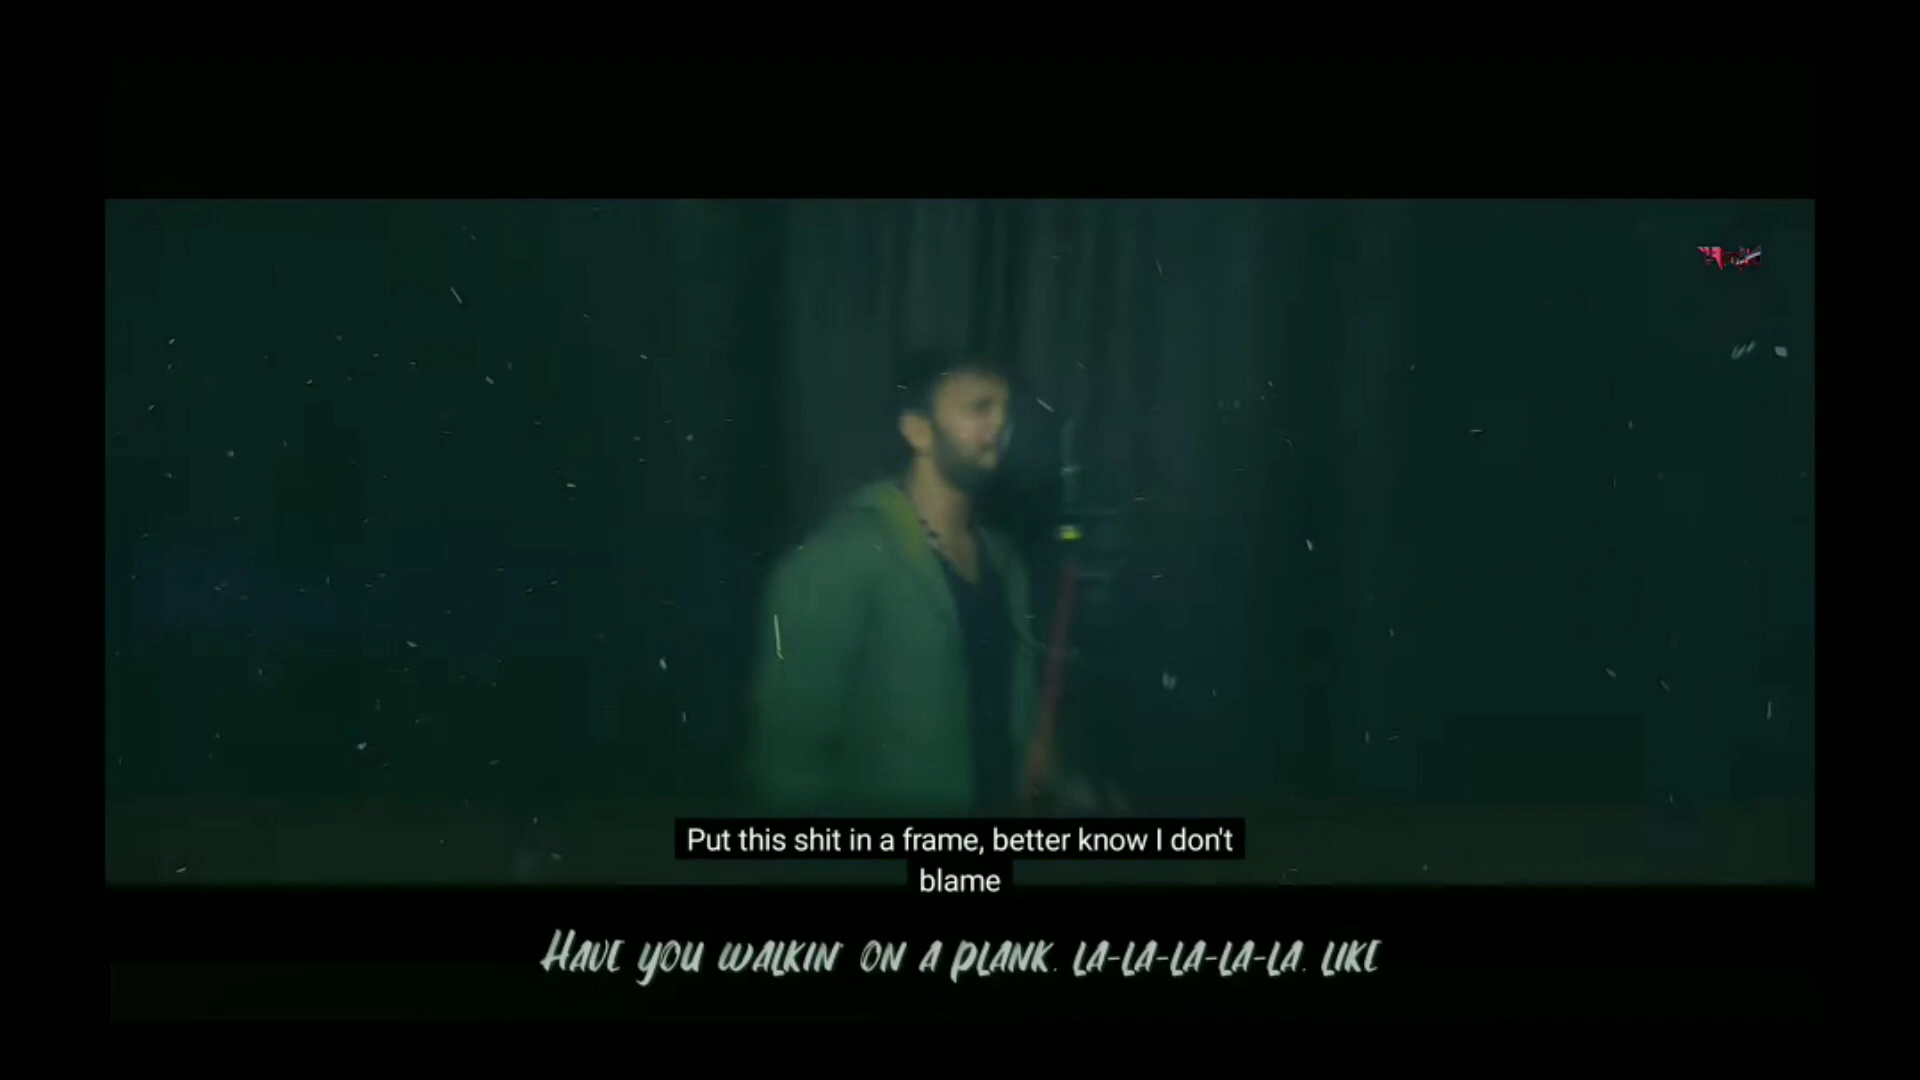 Put this shit in a frame, better know I don't
blame
HAVE YOU WALKIN' ON A PLANK. LA-LA-LA-LA-LA. LIKE